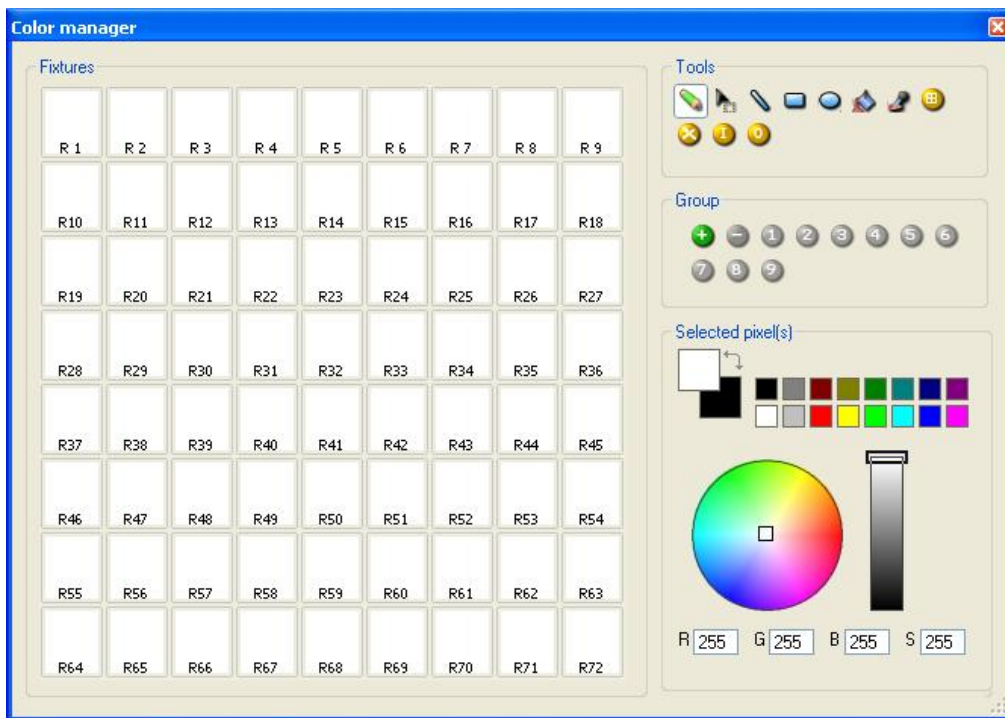 Color manager
Fixtures
R 1 R 2 R 3 R 4 R 5 R 6 R 7 R 8 R 9
R10 R11 R12 R13 R14 R15 R16 R17 R18
R19 R20 R21 R22 R23 R24 R25 R26 R27
R28 R29 R30 R31 R32 R33 R34 R35 R36
R37 R38 R39 R40 R41 R42 R43 R44 R45
R46 R47 R48 R49 R50 R51 R52 R53 R54
R55 R56 R57 R58 R59 R60 R61 R62 R63
R64 R65 R66 R67 R68 R69 R70 R71 R72
Tools
I O
Group
+ - 1 2 3 4 5 6
7 8 9
Selected pixel(s)
R 255 G 255 B 255 S 255